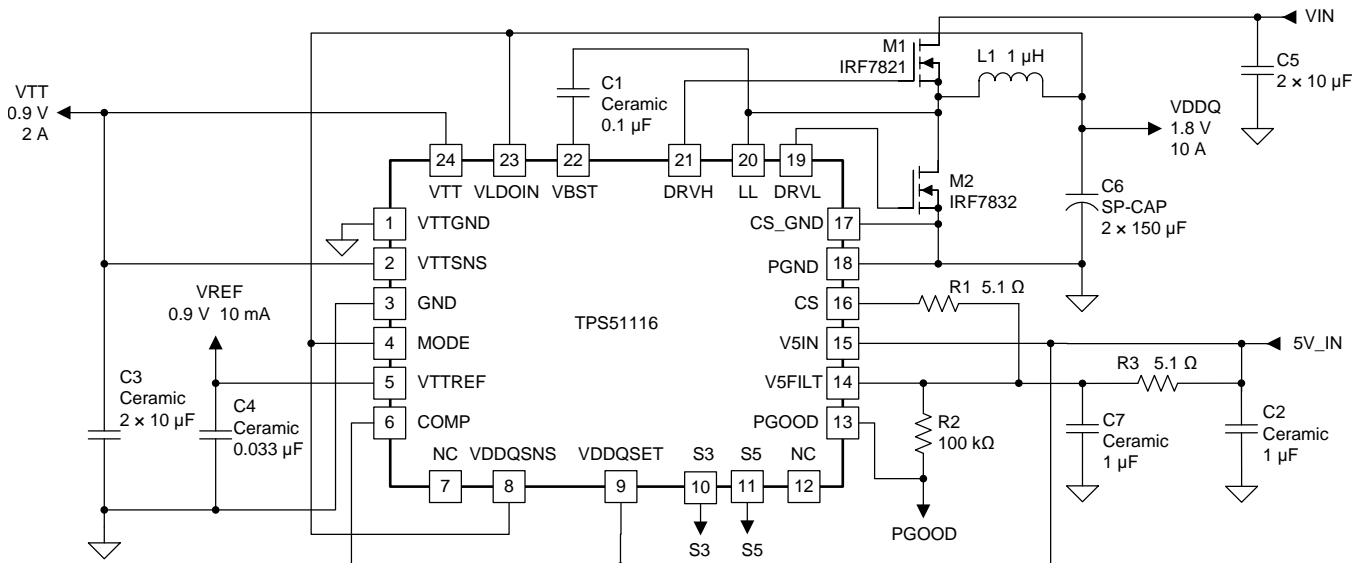 VIN
M1
IRF7821
L1 1 µH
C5
2 × 10 µF
C1
Ceramic
0.1 µF
VTT
0.9 V
2 A
VDDQ
1.8 V
10 A
24
23
22
21
20
19
VTT
VLDOIN
VBST
DRVH
LL
DRVL
M2
IRF7832
C6
SP-CAP
2 × 150 µF
1
VTTGND
CS_GND
17
2
VTTSNS
PGND
18
VREF
0.9 V 10 mA
3
GND
CS
16
R1 5.1 Ω
TPS51116
4
MODE
V5IN
15
5V_IN
5
VTTREF
V5FILT
14
R3 5.1 Ω
C3
Ceramic
2 × 10 µF
C4
Ceramic
0.033 µF
6
COMP
PGOOD
13
R2
100 kΩ
C7
Ceramic
1 µF
C2
Ceramic
1 µF
NC
VDDQSNS
VDDQSET
S3
S5
NC
7
8
9
10
11
12
S3
S5
PGOOD